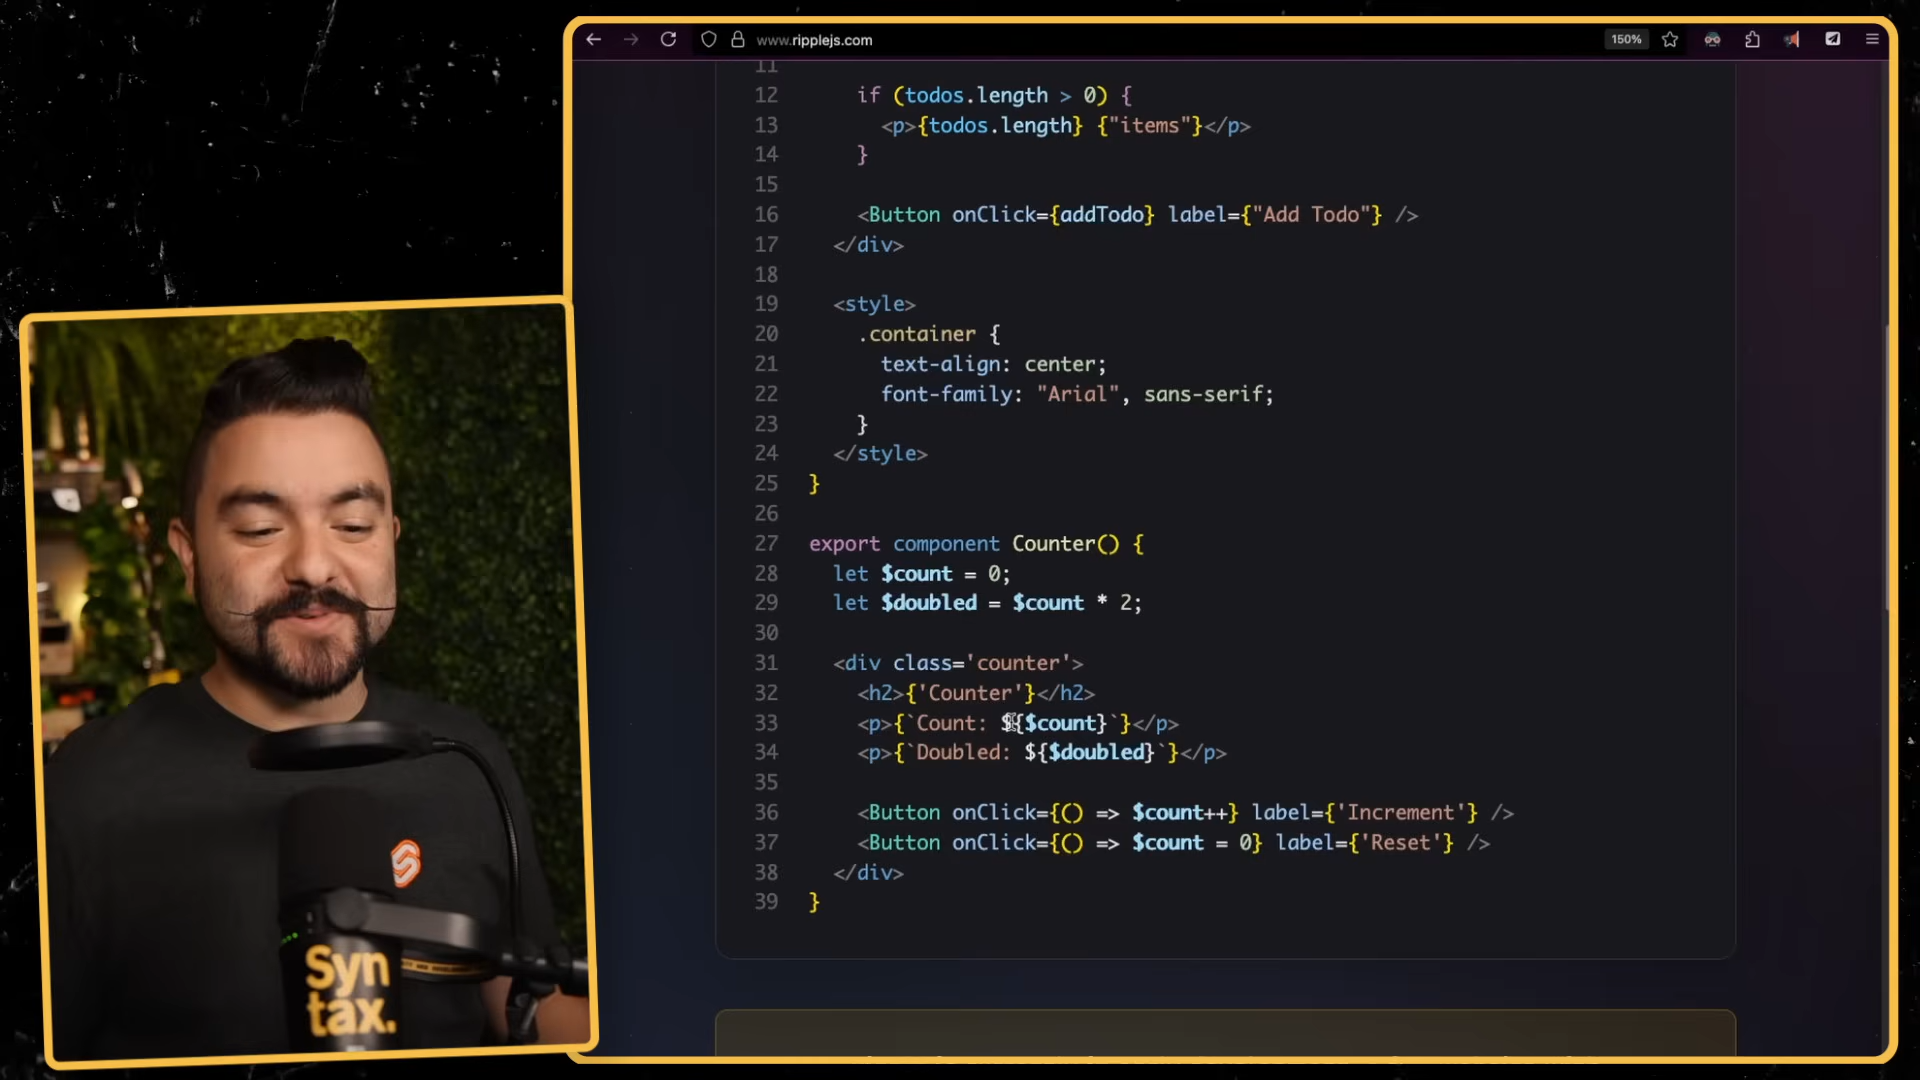 www.ripplejs.com
150%
11
12 if (todos.length > 0) {
13 <p>{todos.length} {"items"}</p>
14 }
15
16 <Button onClick={addTodo} label={"Add Todo"} />
17 </div>
18
19 <style>
20 .container {
21 text-align: center;
22 font-family: "Arial", sans-serif;
23 }
24 </style>
25 }
26
27 export component Counter() {
28 let $count = 0;
29 let $doubled = $count * 2;
30
31 <div class='counter'>
32 <h2>{'Counter'}</h2>
33 <p>{`Count: ${$count}`}</p>
34 <p>{`Doubled: ${$doubled}`}</p>
35
36 <Button onClick={() => $count++} label={'Increment'} />
37 <Button onClick={() => $count = 0} label={'Reset'} />
38 </div>
39 }
Syn
tax.